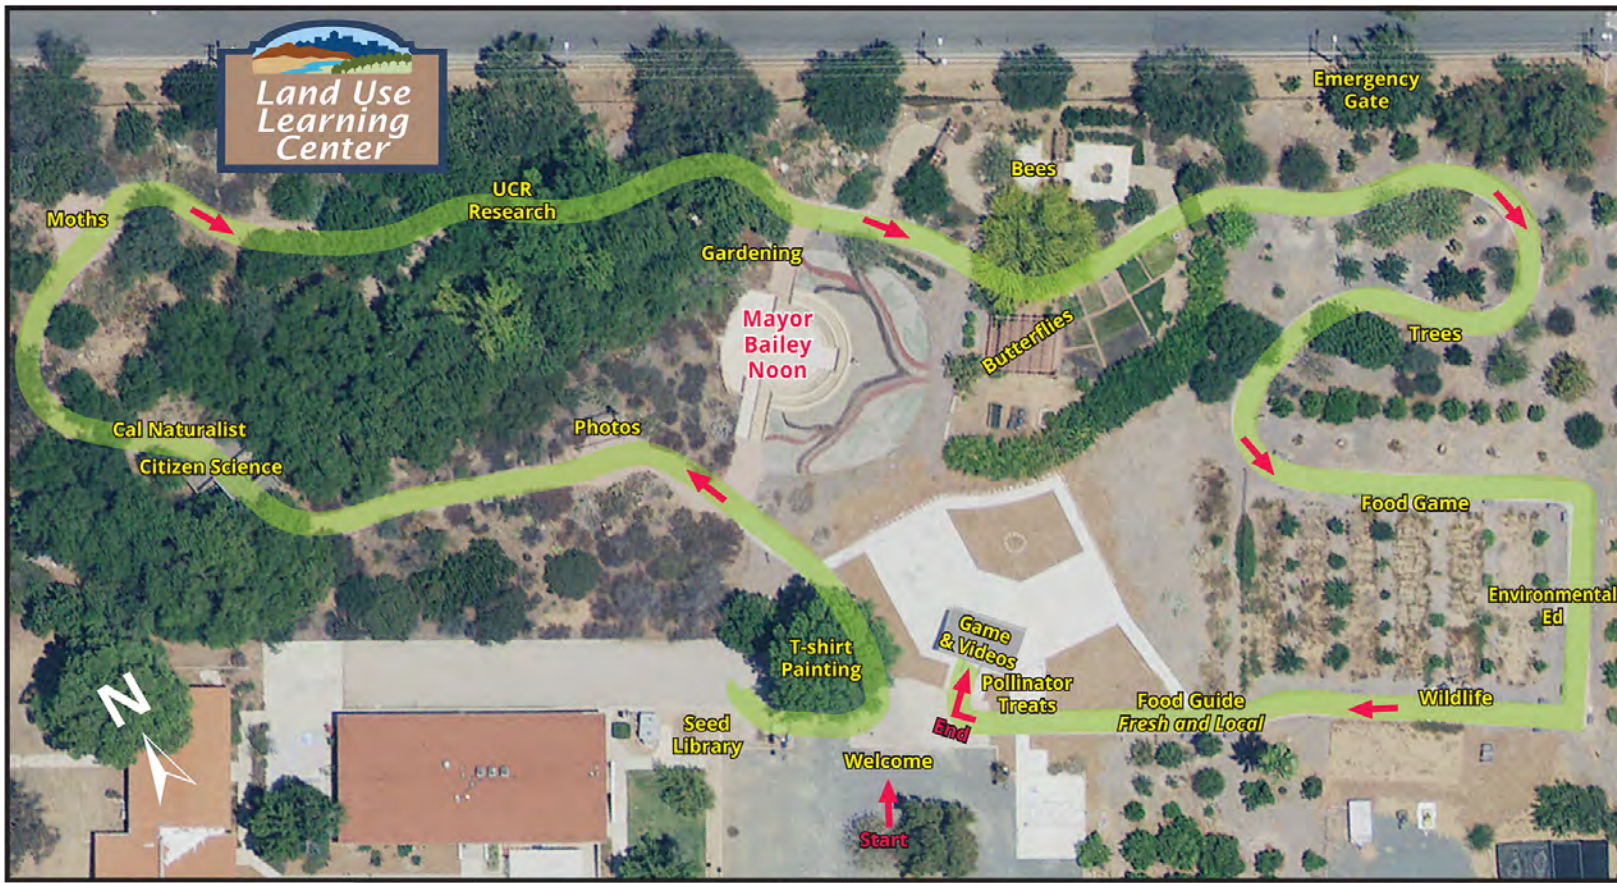 Land Use
Learning
Center
Emergency
Gate
Bees
UCR
Research
Moths
Gardening
Mayor
Bailey
Noon
Butterflies
Trees
Cal Naturalist
Citizen Science
Photos
Food Game
Environmental
Ed
T-shirt
Painting
Game
& Videos
Pollinator
Treats
Food Guide
Fresh and Local
Wildlife
Seed
Library
End
Welcome
Start
N